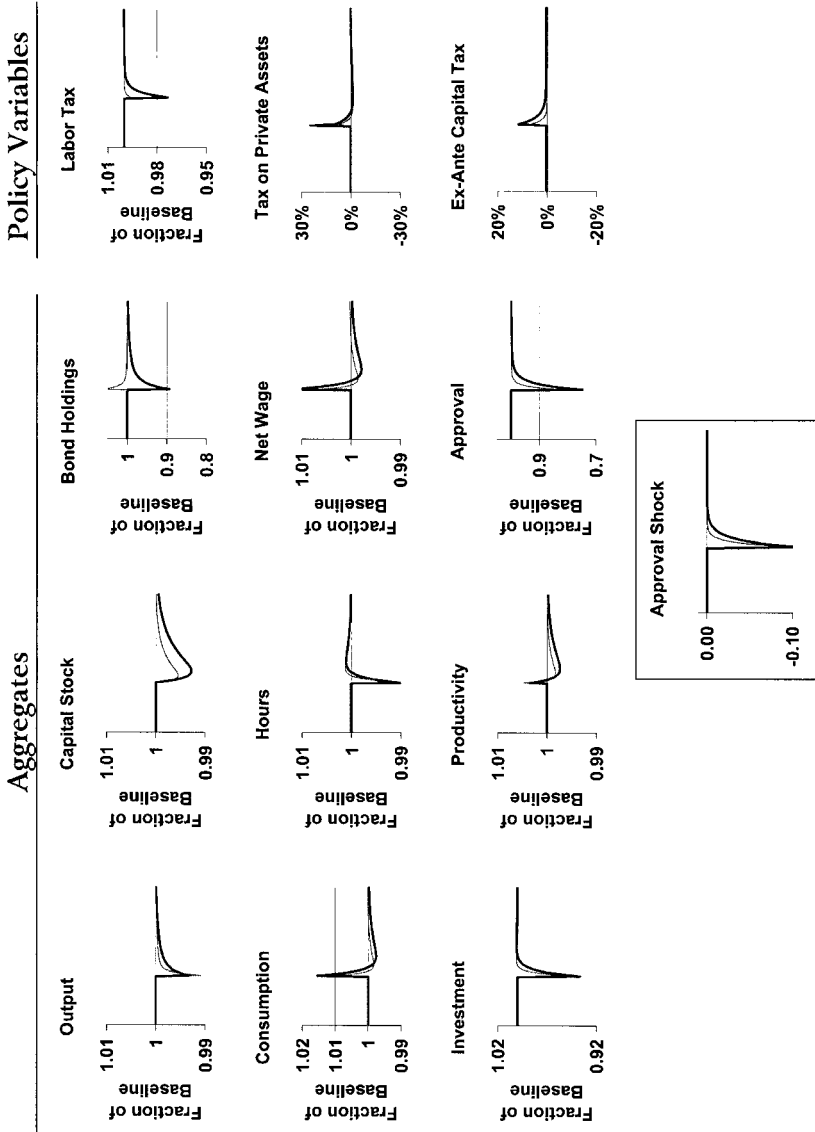 Aggregates
Policy Variables
Output
Fraction of
Baseline
1.01
1
0.99
Capital Stock
Fraction of
Baseline
1.01
1
0.99
Bond Holdings
Fraction of
Baseline
1
0.9
0.8
Labor Tax
Fraction of
Baseline
1.01
0.98
0.95
Consumption
Fraction of
Baseline
1.02
1.01
1
0.99
Hours
Fraction of
Baseline
1.01
1
0.99
Net Wage
Fraction of
Baseline
1.01
1
0.99
Tax on Private Assets
30%
0%
-30%
Investment
Fraction of
Baseline
1.02
0.92
Productivity
Fraction of
Baseline
1.01
1
0.99
Approval
Fraction of
Baseline
0.9
0.7
Ex-Ante Capital Tax
20%
0%
-20%
Approval Shock
0.00
-0.10